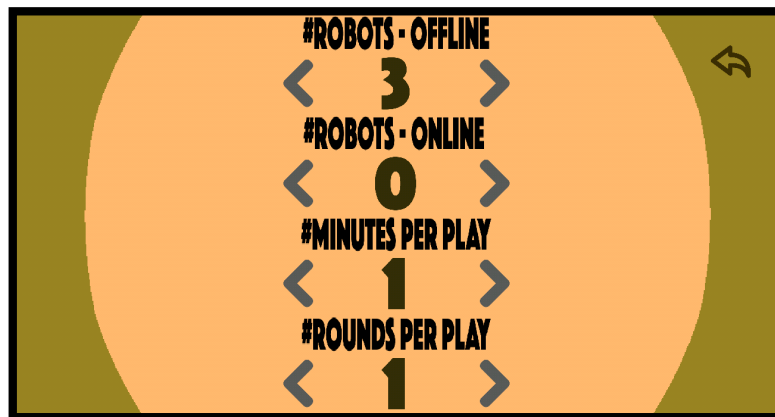 #ROBOTS - OFFLINE
3
#ROBOTS - ONLINE
0
#MINUTES PER PLAY
1
#ROUNDS PER PLAY
1